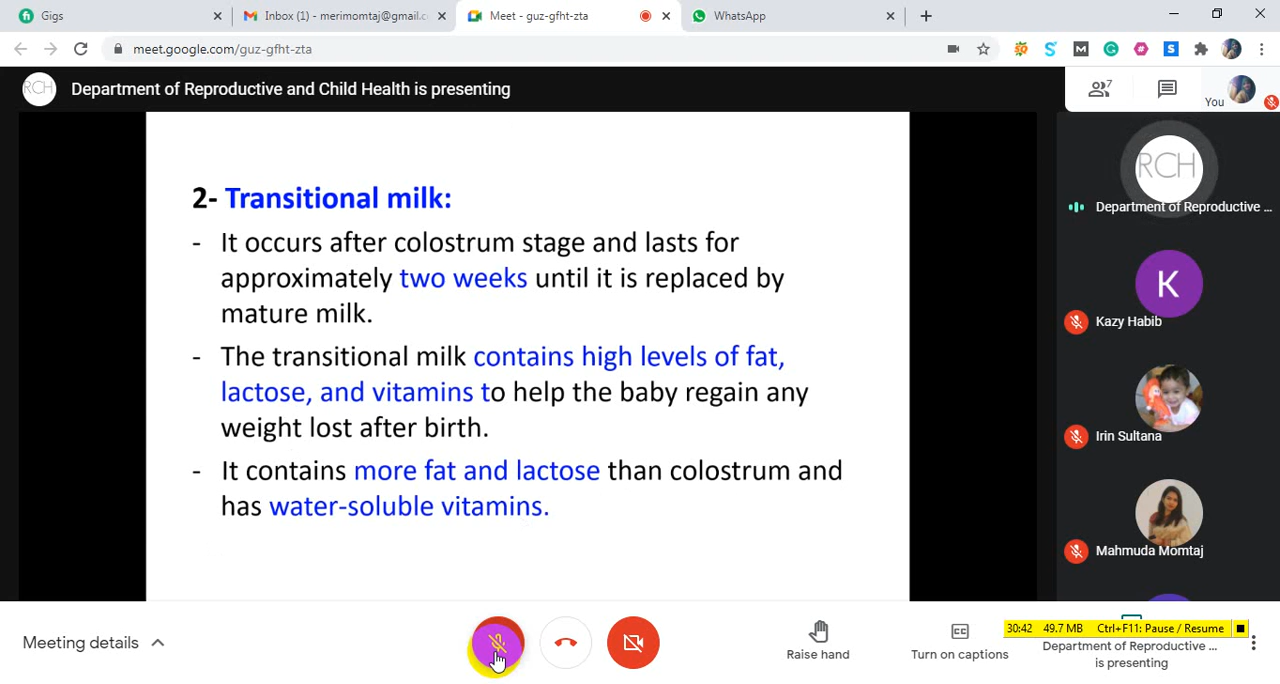 Gigs
Inbox (1) - merimomtaj@gmail.c
Meet - guz-gfht-zta
WhatsApp
meet.google.com/guz-gfht-zta
RCH
Department of Reproductive and Child Health is presenting
7
You
2- Transitional milk:
- It occurs after colostrum stage and lasts for
approximately two weeks until it is replaced by
mature milk.
- The transitional milk contains high levels of fat,
lactose, and vitamins to help the baby regain any
weight lost after birth.
- It contains more fat and lactose than colostrum and
has water-soluble vitamins.
RCH
Department of Reproductive ...
K
Kazy Habib
Irin Sultana
Mahmuda Momtaj
Meeting details
Raise hand
Turn on captions
30:42 49.7 MB Ctrl+F11: Pause / Resume
Department of Reproductive ...
is presenting